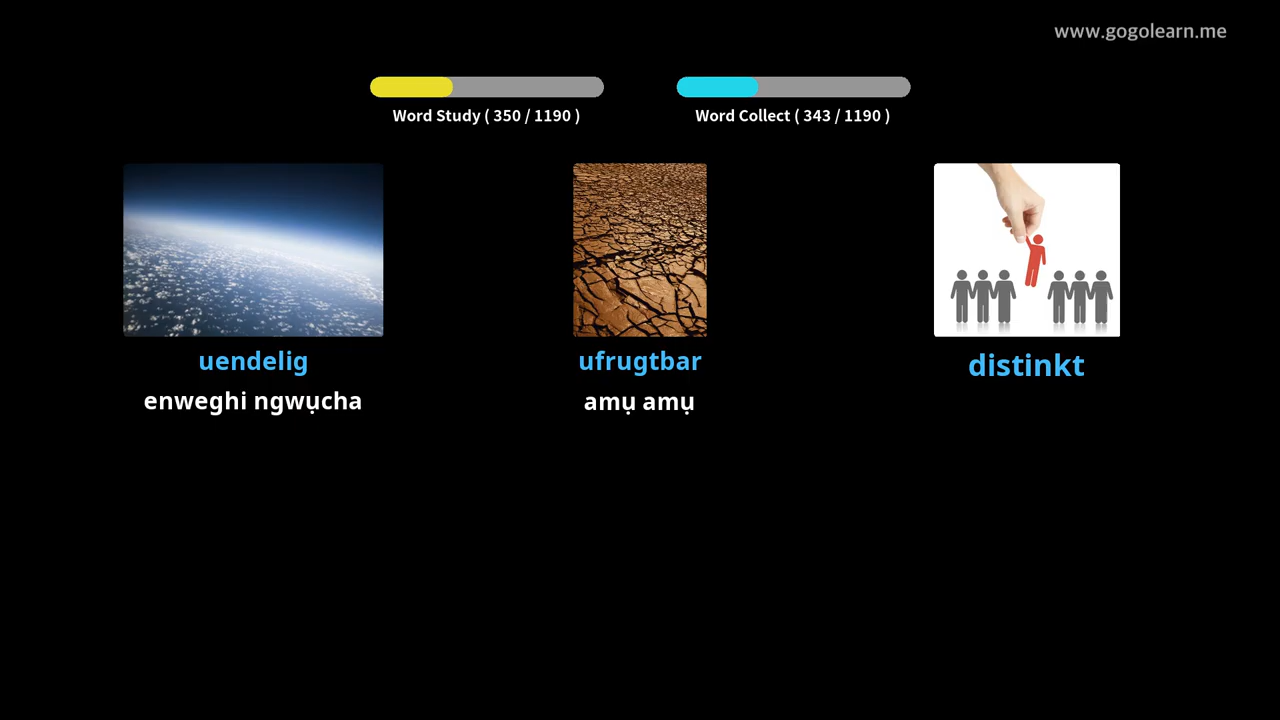 www.gogolearn.me
Word Study ( 350 / 1190 )
Word Collect ( 343 / 1190 )
uendelig
enweghi ngwụcha
ufrugtbar
amụ amụ
distinkt